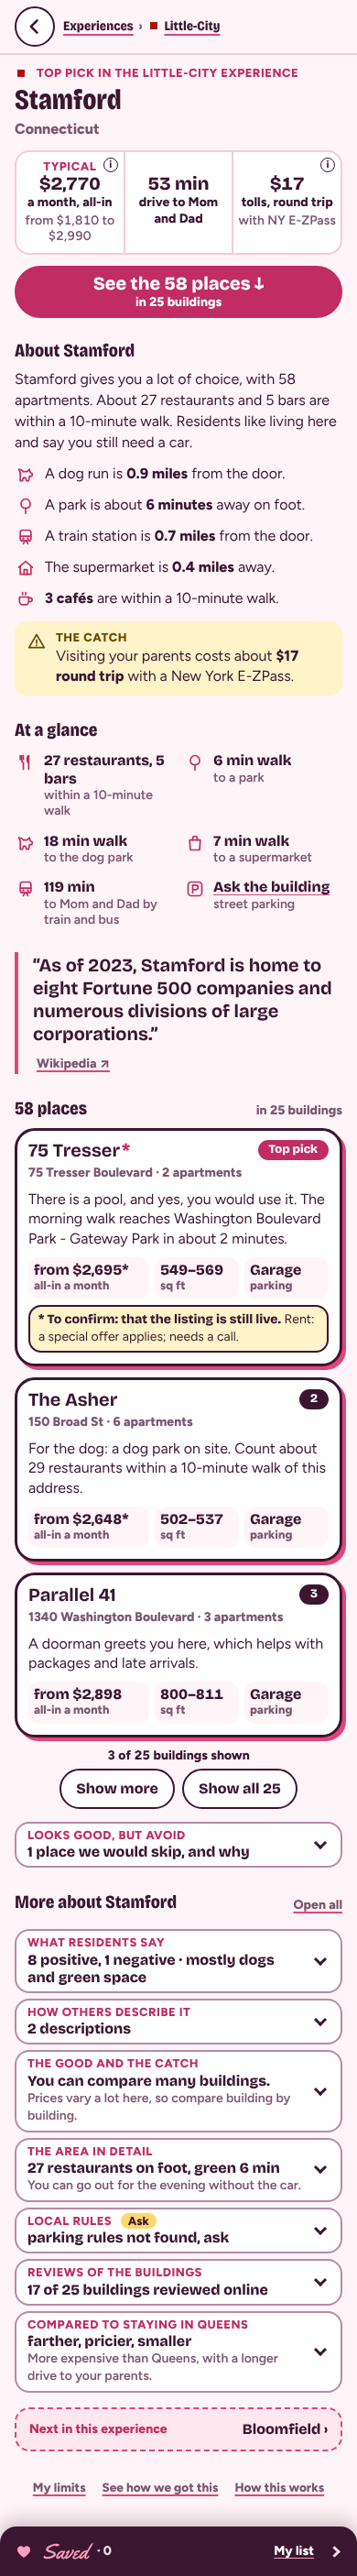 Experiences › Little-City
TOP PICK IN THE LITTLE-CITY EXPERIENCE
Stamford
Connecticut
TYPICAL
$2,770
a month, all-in
from $1,810 to
$2,990
53 min
drive to Mom
and Dad
$17
tolls, round trip
with NY E-ZPass
See the 58 places ↓
in 25 buildings
About Stamford
Stamford gives you a lot of choice, with 58
apartments. About 27 restaurants and 5 bars are
within a 10-minute walk. Residents like living here
and say you still need a car.
A dog run is 0.9 miles from the door.
A park is about 6 minutes away on foot.
A train station is 0.7 miles from the door.
The supermarket is 0.4 miles away.
3 cafés are within a 10-minute walk.
THE CATCH
Visiting your parents costs about $17
round trip with a New York E-ZPass.
At a glance
27 restaurants, 5
bars
within a 10-minute
walk
6 min walk
to a park
18 min walk
to the dog park
7 min walk
to a supermarket
119 min
to Mom and Dad by
train and bus
Ask the building
street parking
“As of 2023, Stamford is home to
eight Fortune 500 companies and
numerous divisions of large
corporations.”
Wikipedia ↗
58 places
in 25 buildings
75 Tresser*
Top pick
75 Tresser Boulevard · 2 apartments
There is a pool, and yes, you would use it. The
morning walk reaches Washington Boulevard
Park - Gateway Park in about 2 minutes.
from $2,695*
all-in a month
549–569
sq ft
Garage
parking
* To confirm: that the listing is still live. Rent:
a special offer applies; needs a call.
The Asher
2
150 Broad St · 6 apartments
For the dog: a dog park on site. Count about
29 restaurants within a 10-minute walk of this
address.
from $2,648*
all-in a month
502–537
sq ft
Garage
parking
Parallel 41
3
1340 Washington Boulevard · 3 apartments
A doorman greets you here, which helps with
packages and late arrivals.
from $2,898
all-in a month
800–811
sq ft
Garage
parking
3 of 25 buildings shown
Show more
Show all 25
LOOKS GOOD, BUT AVOID
1 place we would skip, and why
More about Stamford
Open all
WHAT RESIDENTS SAY
8 positive, 1 negative · mostly dogs
and green space
HOW OTHERS DESCRIBE IT
2 descriptions
THE GOOD AND THE CATCH
You can compare many buildings.
Prices vary a lot here, so compare building by
building.
THE AREA IN DETAIL
27 restaurants on foot, green 6 min
You can go out for the evening without the car.
LOCAL RULES Ask
parking rules not found, ask
REVIEWS OF THE BUILDINGS
17 of 25 buildings reviewed online
COMPARED TO STAYING IN QUEENS
farther, pricier, smaller
More expensive than Queens, with a longer
drive to your parents.
Next in this experience
Bloomfield ›
My limits
See how we got this
How this works
Saved · 0
My list